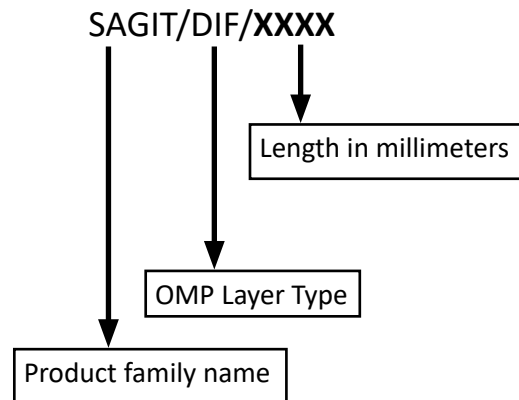 SAGIT/DIF/XXXX
Length in millimeters
OMP Layer Type
Product family name